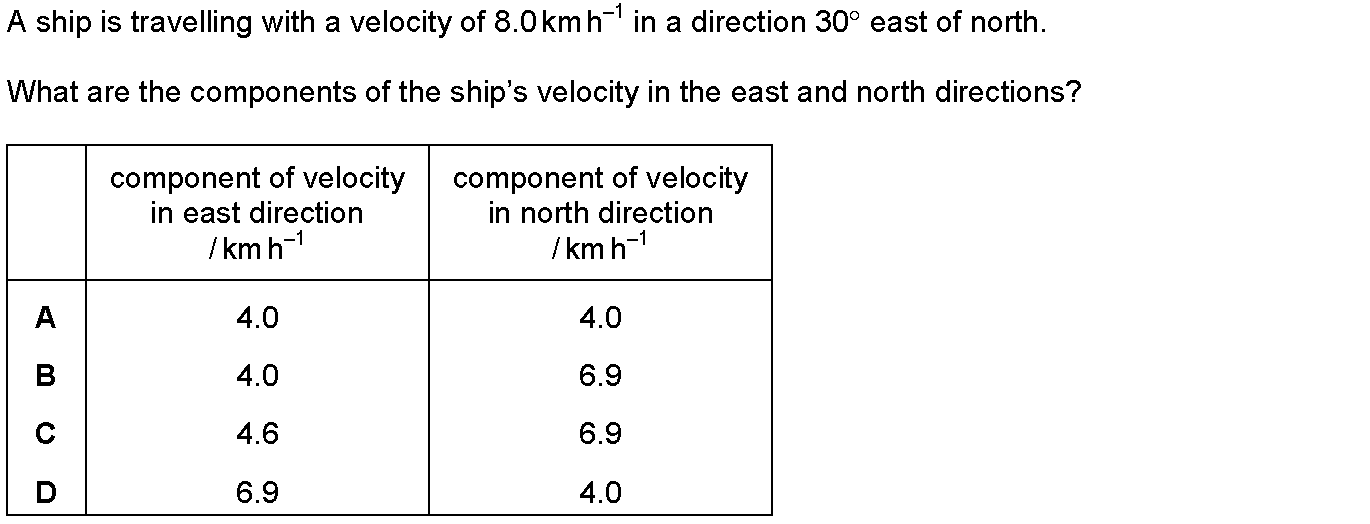 A ship is travelling with a velocity of 8.0 km h⁻¹ in a direction 30° east of north.
What are the components of the ship’s velocity in the east and north directions?
component of velocity in east direction / km h⁻¹ component of velocity in north direction / km h⁻¹
A 4.0 4.0
B 4.0 6.9
C 4.6 6.9
D 6.9 4.0